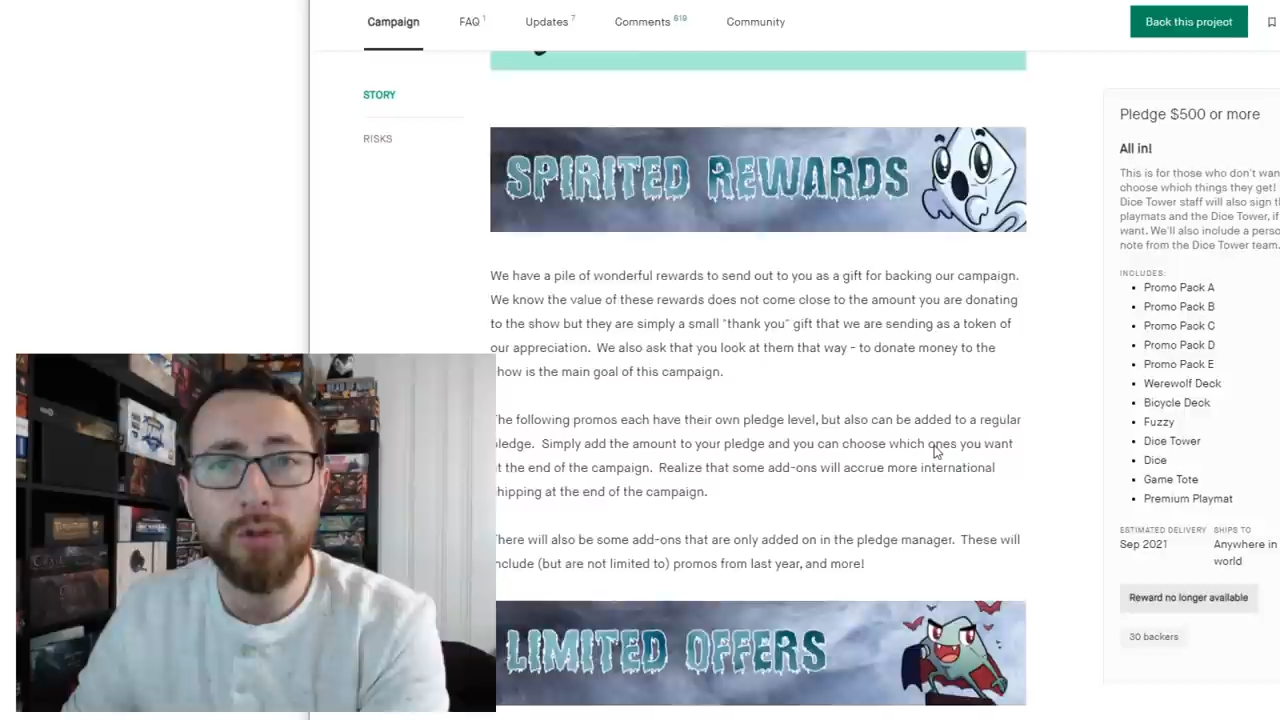 Campaign
FAQ 1
Updates 7
Comments 619
Community
Back this project
STORY
RISKS
SPIRITED REWARDS
We have a pile of wonderful rewards to send out to you as a gift for backing our campaign.
We know the value of these rewards does not come close to the amount you are donating
to the show but they are simply a small "thank you" gift that we are sending as a token of
our appreciation. We also ask that you look at them that way - to donate money to the
show is the main goal of this campaign.
The following promos each have their own pledge level, but also can be added to a regular
pledge. Simply add the amount to your pledge and you can choose which ones you want
at the end of the campaign. Realize that some add-ons will accrue more international
shipping at the end of the campaign.
There will also be some add-ons that are only added on in the pledge manager. These will
include (but are not limited to) promos from last year, and more!
LIMITED OFFERS
Pledge $500 or more
All in!
This is for those who don't wan
choose which things they get!
Dice Tower staff will also sign t
playmats and the Dice Tower, if
want. We'll also include a perso
note from the Dice Tower team.
INCLUDES:
Promo Pack A
Promo Pack B
Promo Pack C
Promo Pack D
Promo Pack E
Werewolf Deck
Bicycle Deck
Fuzzy
Dice Tower
Dice
Game Tote
Premium Playmat
ESTIMATED DELIVERY
Sep 2021
SHIPS TO
Anywhere in
world
Reward no longer available
30 backers